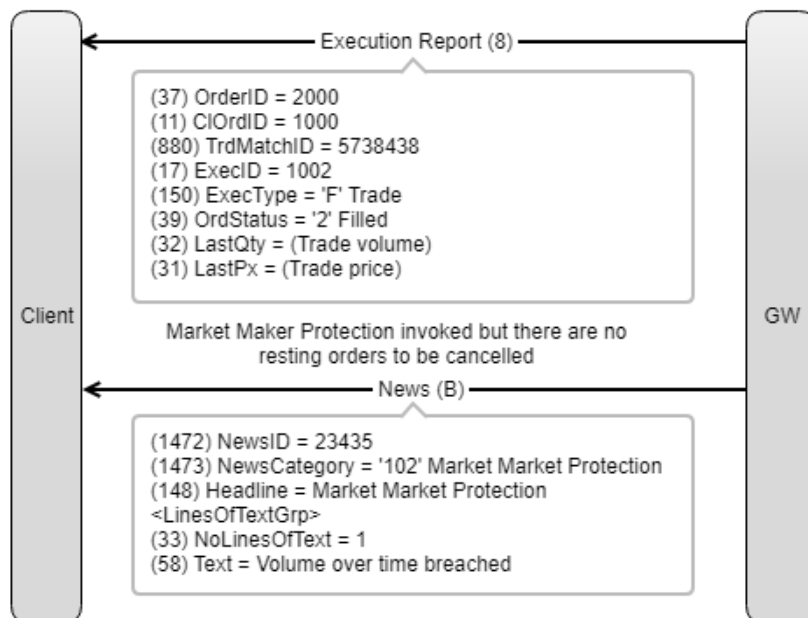 Execution Report (8)
(37) OrderID = 2000
(11) ClOrdID = 1000
(880) TrdMatchID = 5738438
(17) ExecID = 1002
(150) ExecType = 'F' Trade
(39) OrdStatus = '2' Filled
(32) LastQty = (Trade volume)
(31) LastPx = (Trade price)
Client
GW
Market Maker Protection invoked but there are no
resting orders to be cancelled
News (B)
(1472) NewsID = 23435
(1473) NewsCategory = '102' Market Market Protection
(148) Headline = Market Market Protection
<LinesOfTextGrp>
(33) NoLinesOfText = 1
(58) Text = Volume over time breached